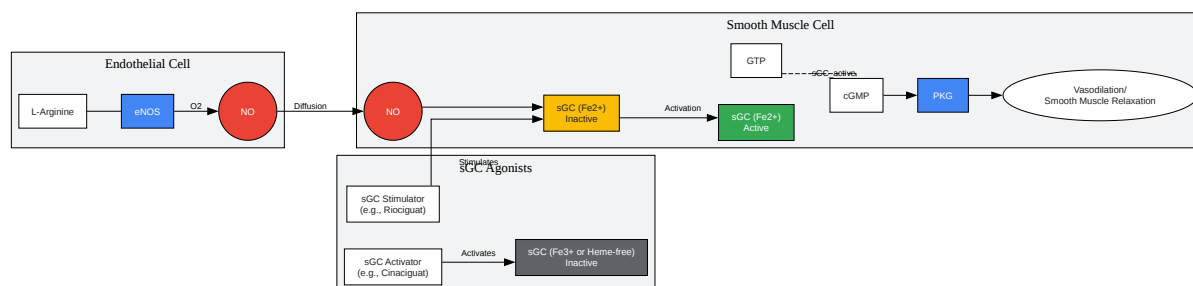 Smooth Muscle Cell
Endothelial Cell
GTP
sGC-active
L-Arginine
eNOS
O2
NO
Diffusion
NO
sGC (Fe2+)
Inactive
Activation
sGC (Fe2+)
Active
cGMP
PKG
Vasodilation/
Smooth Muscle Relaxation
Stimulates
sGC Agonists
sGC Stimulator
(e.g., Riociguat)
sGC Activator
(e.g., Cinaciguat)
Activates
sGC (Fe3+ or Heme-free)
Inactive